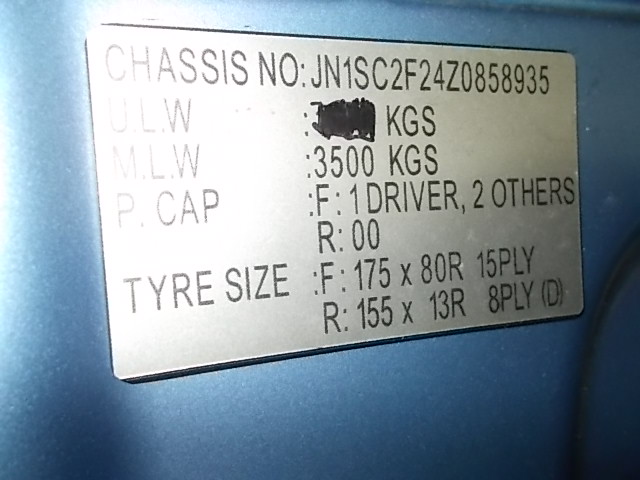 CHASSIS NO: JN1SC2F24Z0858935
U.L.W : KGS
M.L.W :3500 KGS
P. CAP :F: 1 DRIVER, 2 OTHERS
R: 00
TYRE SIZE :F: 175 x 80R 15PLY
R: 155 x 13R 8PLY (D)